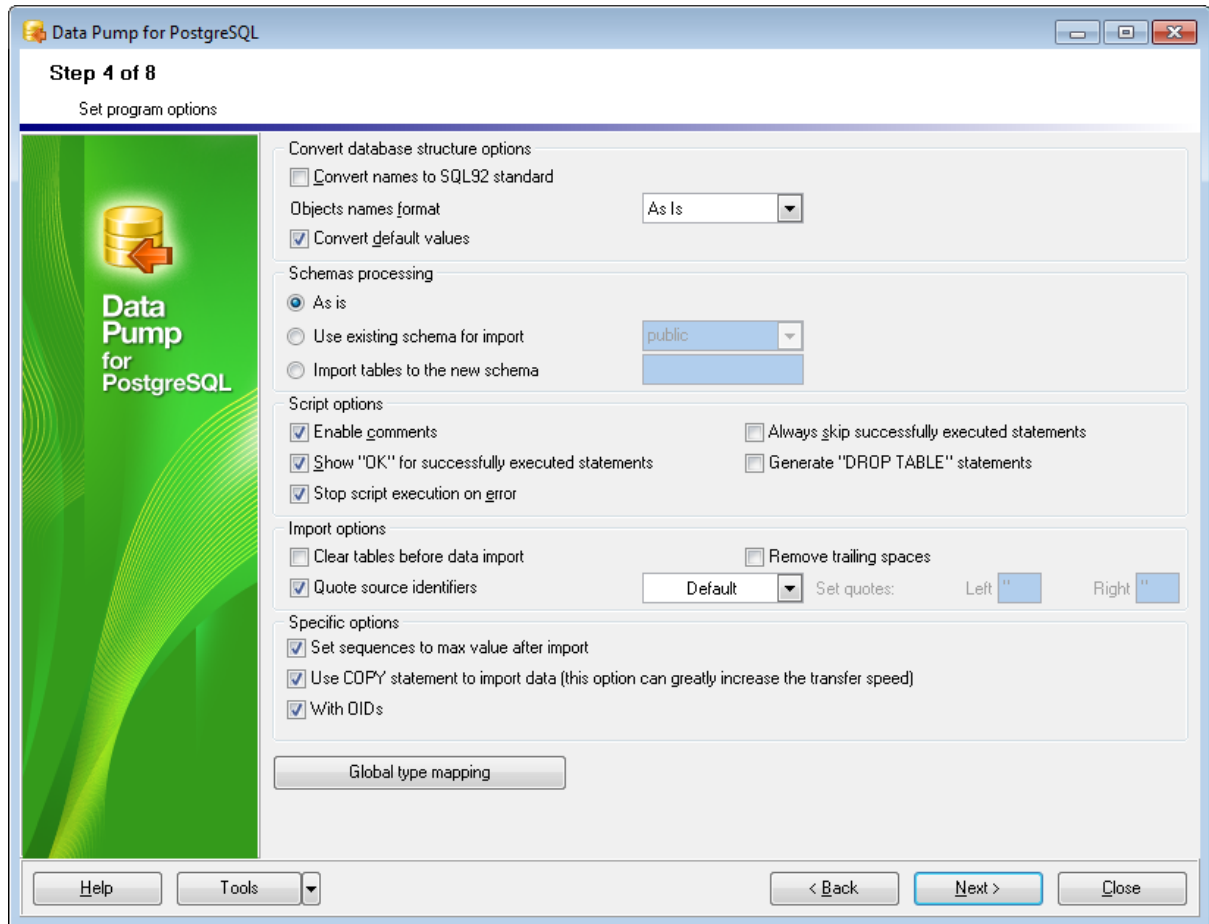 Data Pump for PostgreSQL
Step 4 of 8
Set program options
Data
Pump
for
PostgreSQL
Convert database structure options
Convert names to SQL92 standard
Objects names format As Is
Convert default values
Schemas processing
As is
Use existing schema for import public
Import tables to the new schema
Script options
Enable comments Always skip successfully executed statements
Show "OK" for successfully executed statements Generate "DROP TABLE" statements
Stop script execution on error
Import options
Clear tables before data import Remove trailing spaces
Quote source identifiers Default Set quotes: Left " Right "
Specific options
Set sequences to max value after import
Use COPY statement to import data (this option can greatly increase the transfer speed)
With OIDs
Global type mapping
Help Tools < Back Next > Close